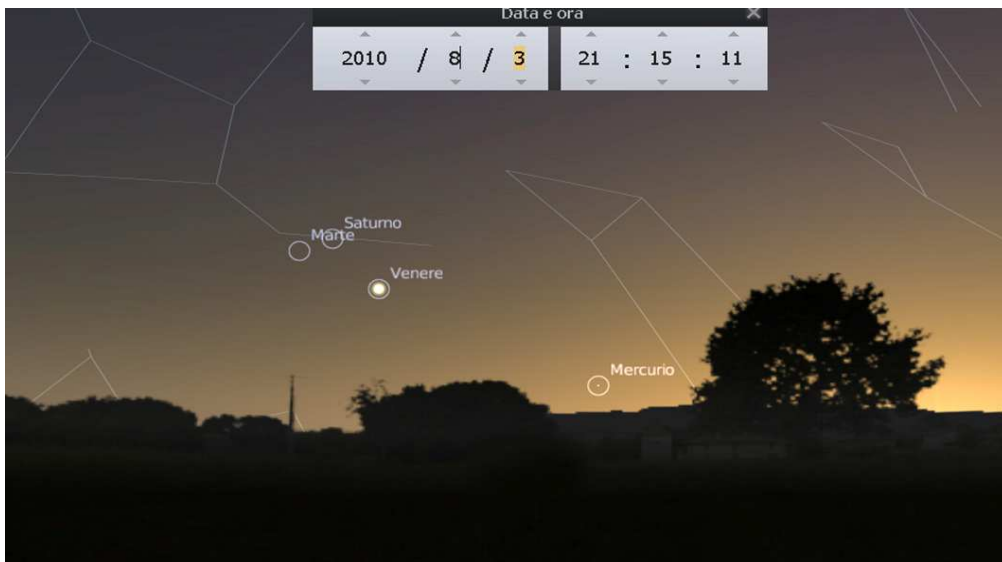 Data e ora
2010 / 8 / 3 21 : 15 : 11
Saturno
Marte
Venere
Mercurio